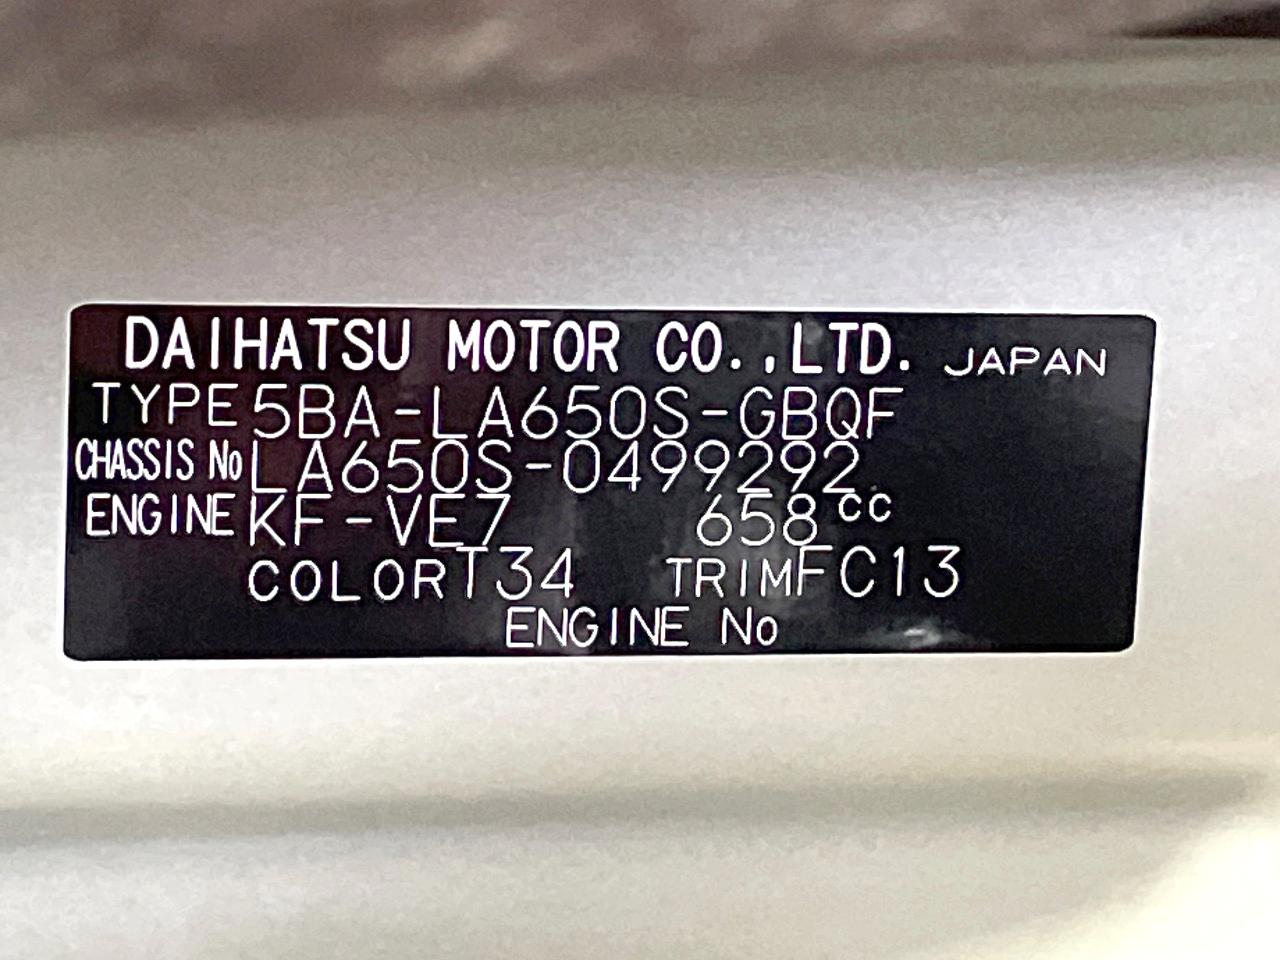 DAIHATSU MOTOR CO.,LTD. JAPAN
TYPE 5BA-LA650S-GBQF
CHASSIS No LA650S-0499292
ENGINE KF-VE7 658cc
COLOR T34 TRIM FC13
ENGINE No